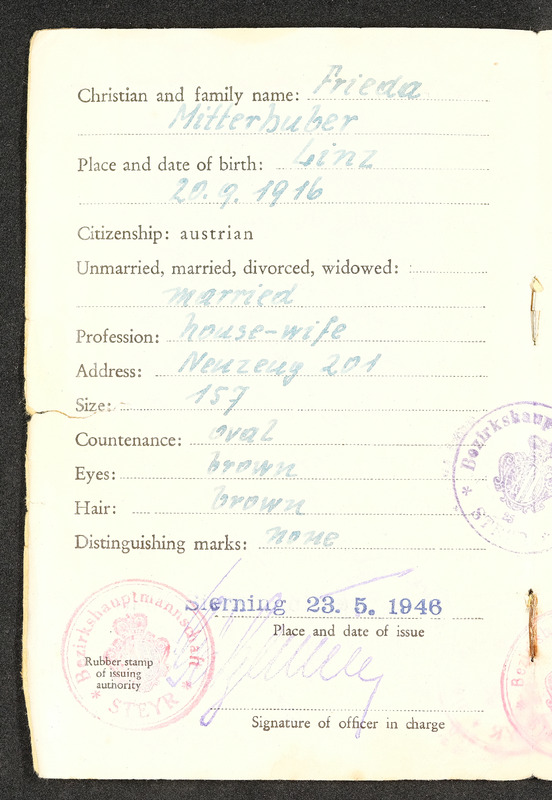 Christian and family name: Frieda
Mitterhuber
Place and date of birth: Linz
20. 9. 1916
Citizenship: austrian
Unmarried, married, divorced, widowed:
married
Profession: house-wife
Address: Neuzeug 201
Size: 157
Countenance: oval
Eyes: brown
Hair: brown
Distinguishing marks: none
Sierning 23. 5. 1946
Place and date of issue
Bezirkshauptmannschaft
* STEYR *
Rubber stamp
of issuing
authority
Signature of officer in charge